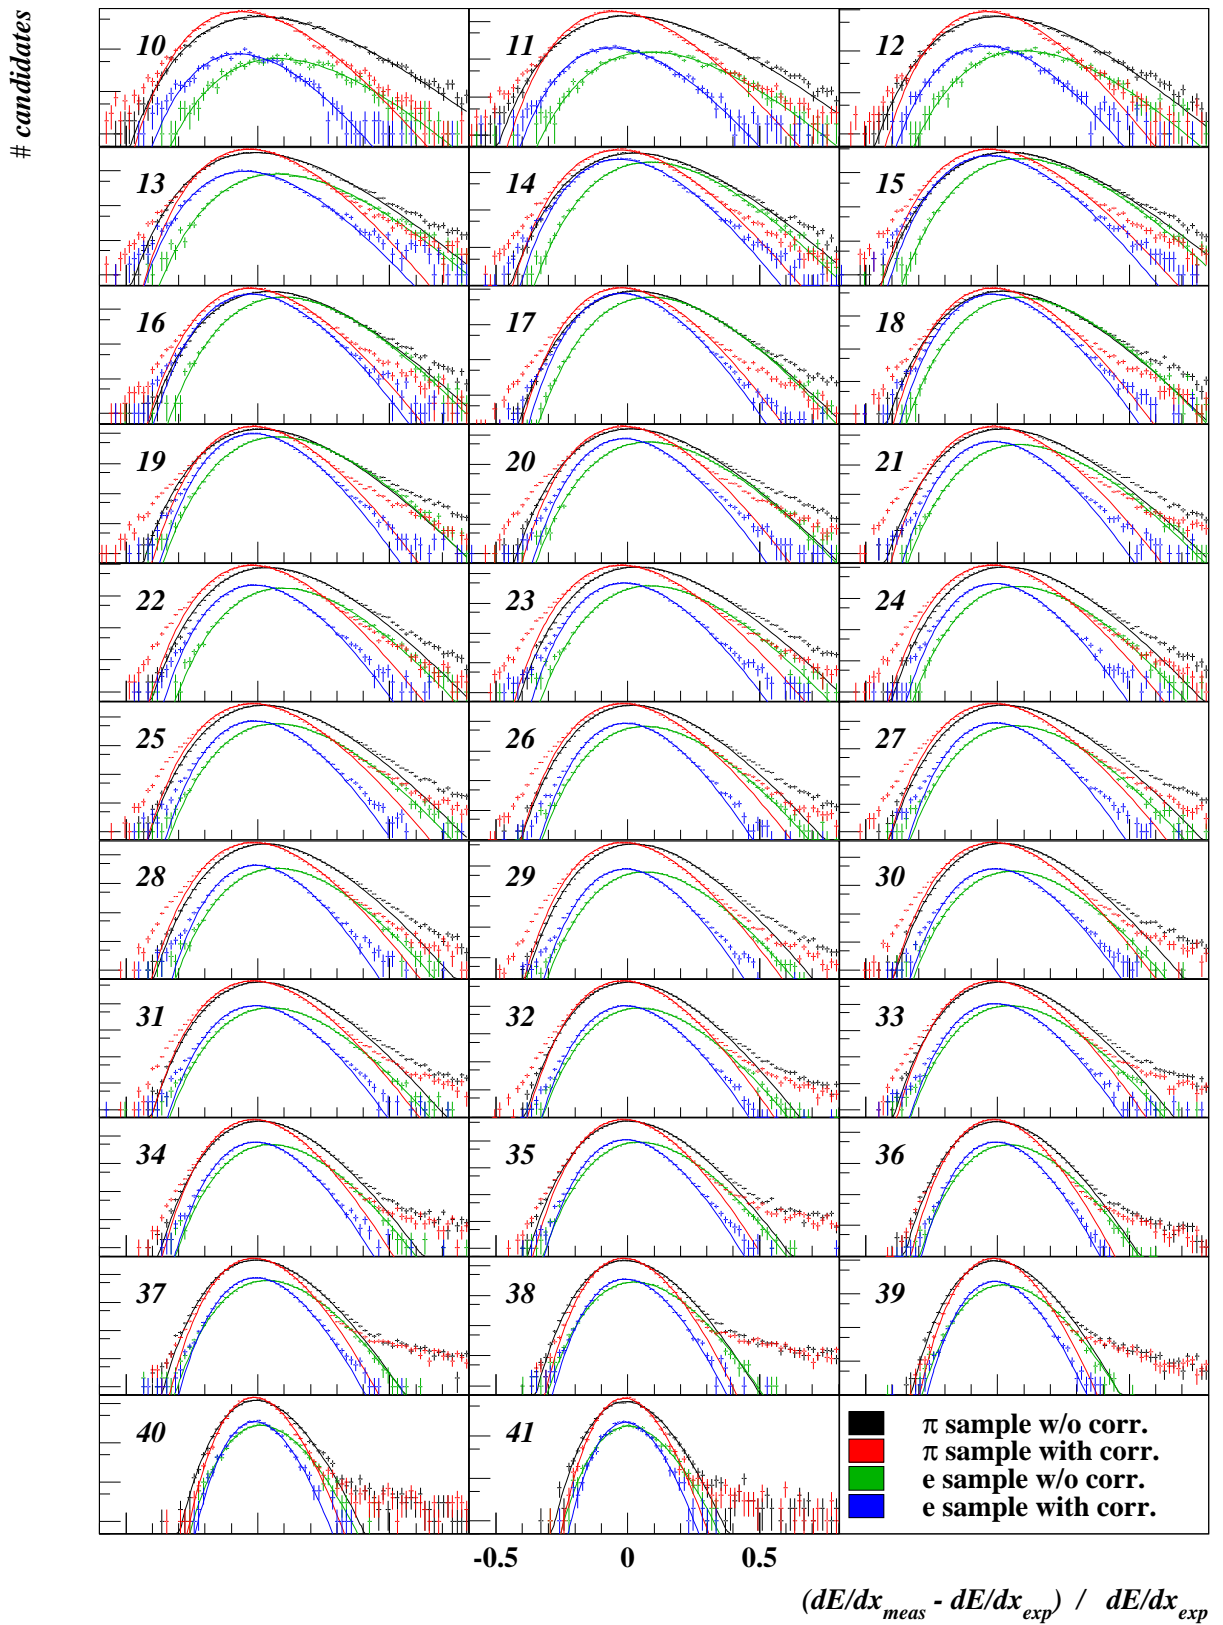 # candidates
10 11 12
13 14 15
16 17 18
19 20 21
22 23 24
25 26 27
28 29 30
31 32 33
34 35 36
37 38 39
40 41
π sample w/o corr.
π sample with corr.
e sample w/o corr.
e sample with corr.
-0.5 0 0.5
(dE/dx_meas - dE/dx_exp) / dE/dx_exp